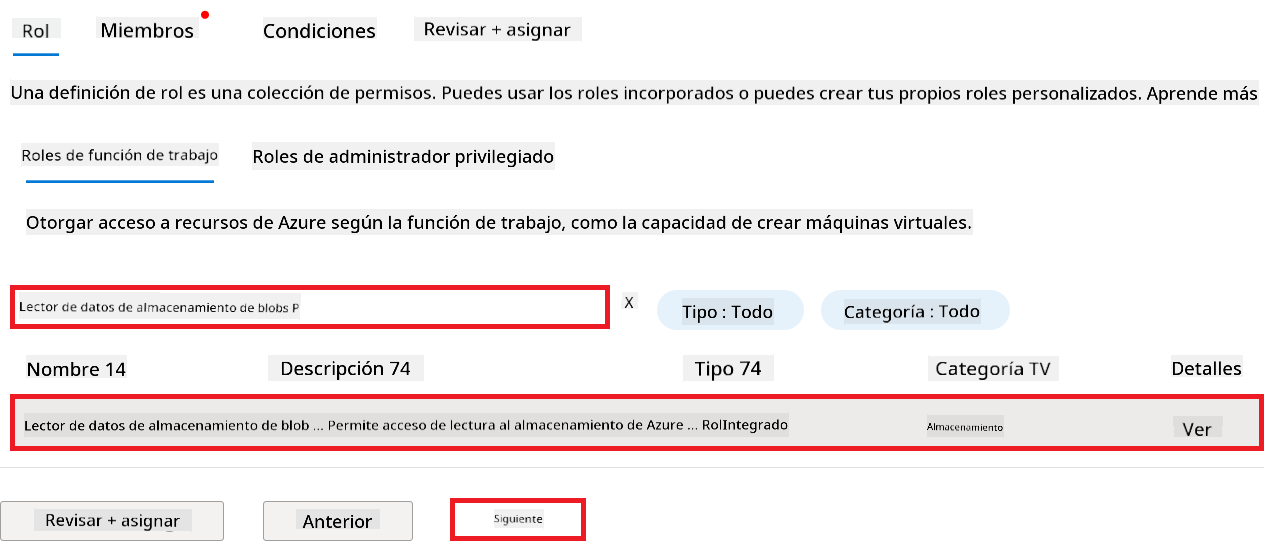 Rol Miembros Condiciones Revisar + asignar
Una definición de rol es una colección de permisos. Puedes usar los roles incorporados o puedes crear tus propios roles personalizados. Aprende más
Roles de función de trabajo Roles de administrador privilegiado
Otorgar acceso a recursos de Azure según la función de trabajo, como la capacidad de crear máquinas virtuales.
Lector de datos de almacenamiento de blobs P X Tipo : Todo Categoría : Todo
Nombre 14 Descripción 74 Tipo 74 Categoría TV Detalles
Lector de datos de almacenamiento de blob ... Permite acceso de lectura al almacenamiento de Azure ... RolIntegrado Almacenamiento Ver
Revisar + asignar Anterior Siguiente